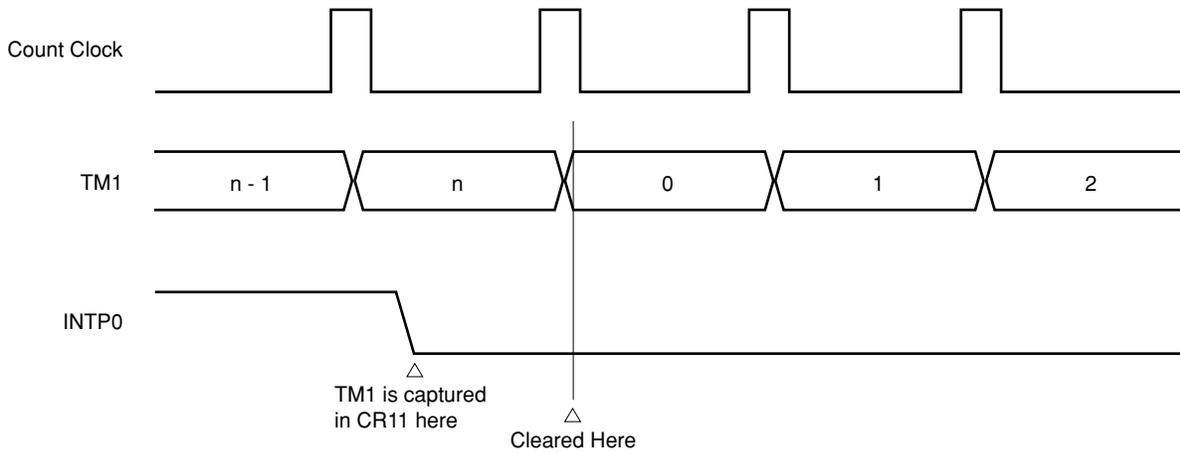 Count Clock
TM1
n - 1
n
0
1
2
INTP0
TM1 is captured
in CR11 here
Cleared Here